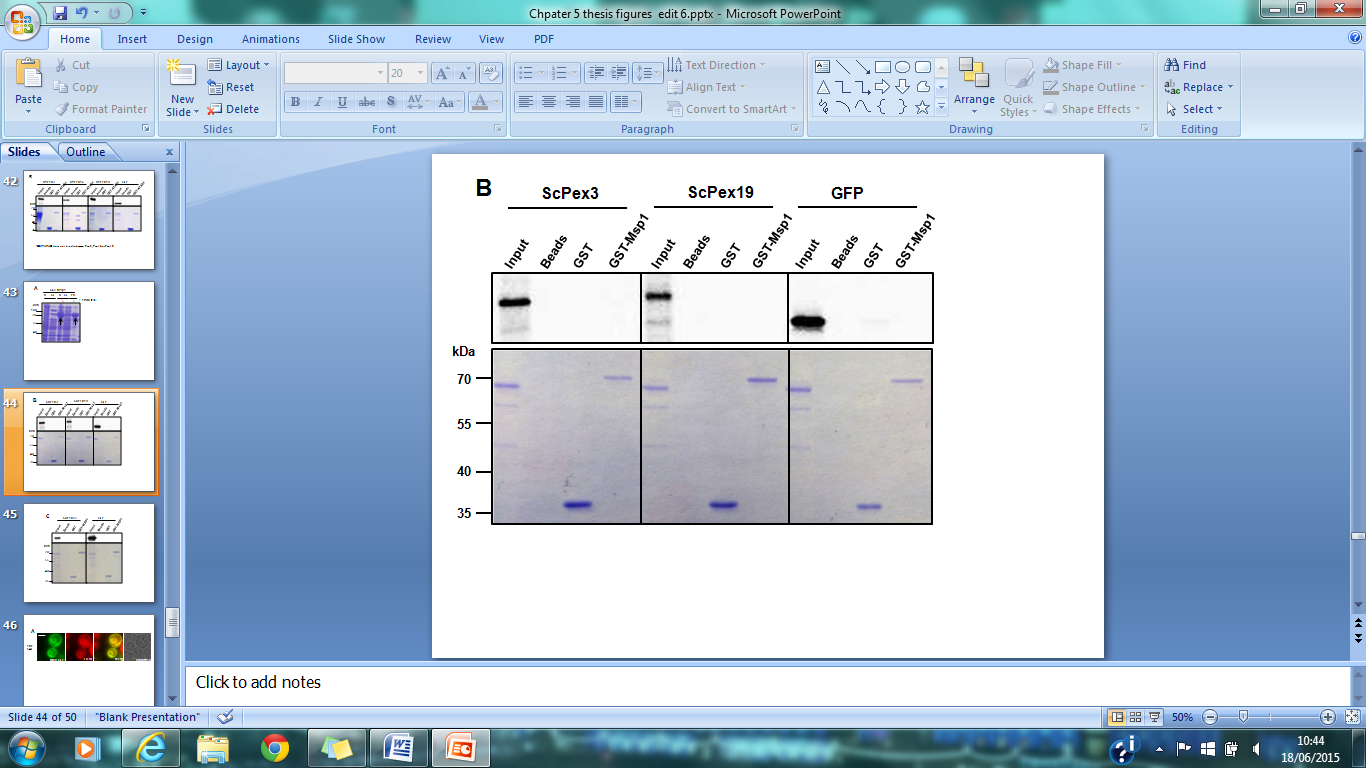 Chpater 5 thesis figures  edit 6.pptx - Microsoft PowerPoint
Home Insert Design Animations Slide Show Review View PDF
Paste
Cut
Copy
Format Painter
Clipboard
New Slide
Layout
Reset
Delete
Slides
20
B I U abc S AV Aa A
Font
Paragraph
Text Direction
Align Text
Convert to SmartArt
Arrange
Quick Styles
Shape Fill
Shape Outline
Shape Effects
Drawing
Find
Replace
Select
Editing
Slides Outline
42
43
44
45
46
B
ScPex3 ScPex19 GFP
Input Beads GST GST-Msp1 Input Beads GST GST-Msp1 Input Beads GST GST-Msp1
kDa
70
55
40
35
Click to add notes
Slide 44 of 50 "Blank Presentation" 50%
10:44
18/06/2015